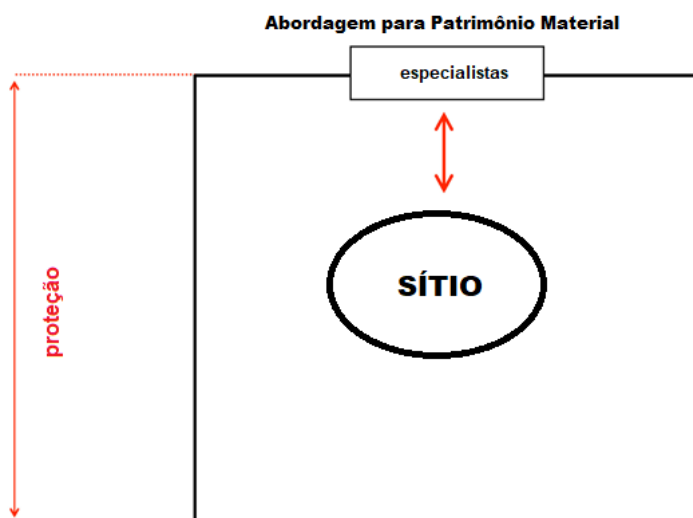 Abordagem para Patrimônio Material
especialistas
SÍTIO
proteção